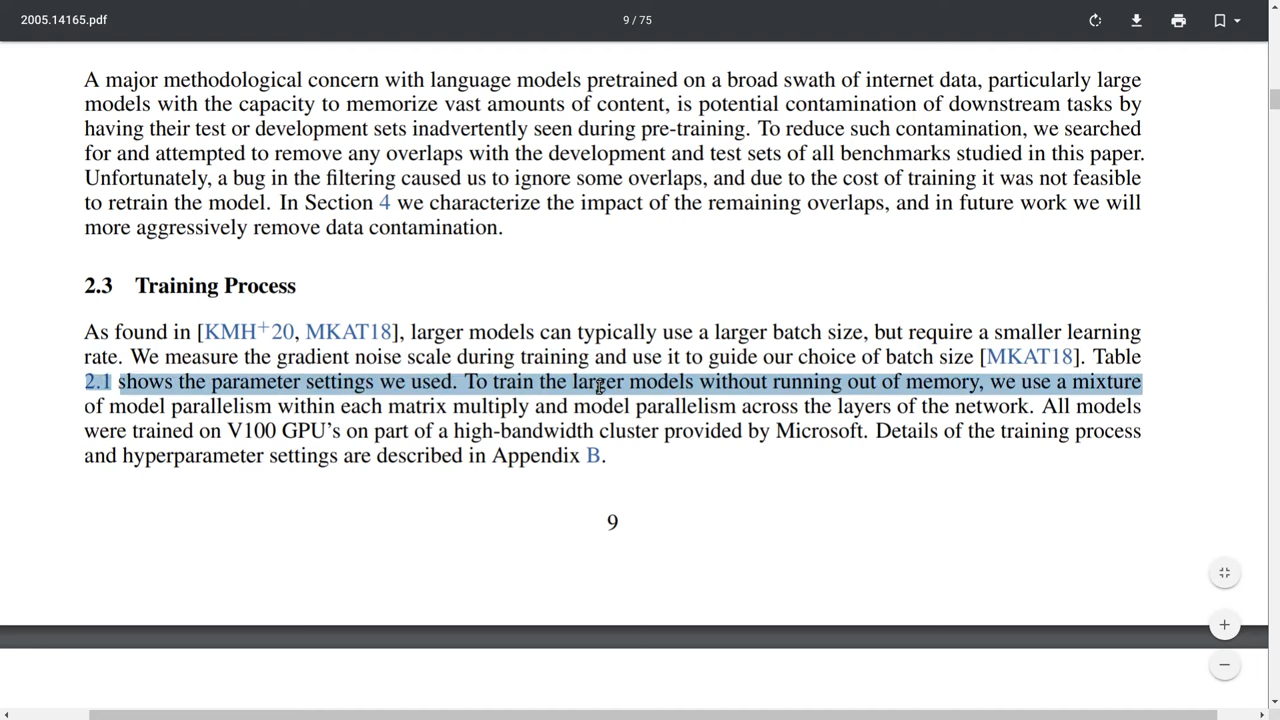 2005.14165.pdf
9 / 75
A major methodological concern with language models pretrained on a broad swath of internet data, particularly large
models with the capacity to memorize vast amounts of content, is potential contamination of downstream tasks by
having their test or development sets inadvertently seen during pre-training. To reduce such contamination, we searched
for and attempted to remove any overlaps with the development and test sets of all benchmarks studied in this paper.
Unfortunately, a bug in the filtering caused us to ignore some overlaps, and due to the cost of training it was not feasible
to retrain the model. In Section 4 we characterize the impact of the remaining overlaps, and in future work we will
more aggressively remove data contamination.
2.3 Training Process
As found in [KMH+20, MKAT18], larger models can typically use a larger batch size, but require a smaller learning
rate. We measure the gradient noise scale during training and use it to guide our choice of batch size [MKAT18]. Table
2.1 shows the parameter settings we used. To train the larger models without running out of memory, we use a mixture
of model parallelism within each matrix multiply and model parallelism across the layers of the network. All models
were trained on V100 GPU's on part of a high-bandwidth cluster provided by Microsoft. Details of the training process
and hyperparameter settings are described in Appendix B.
9